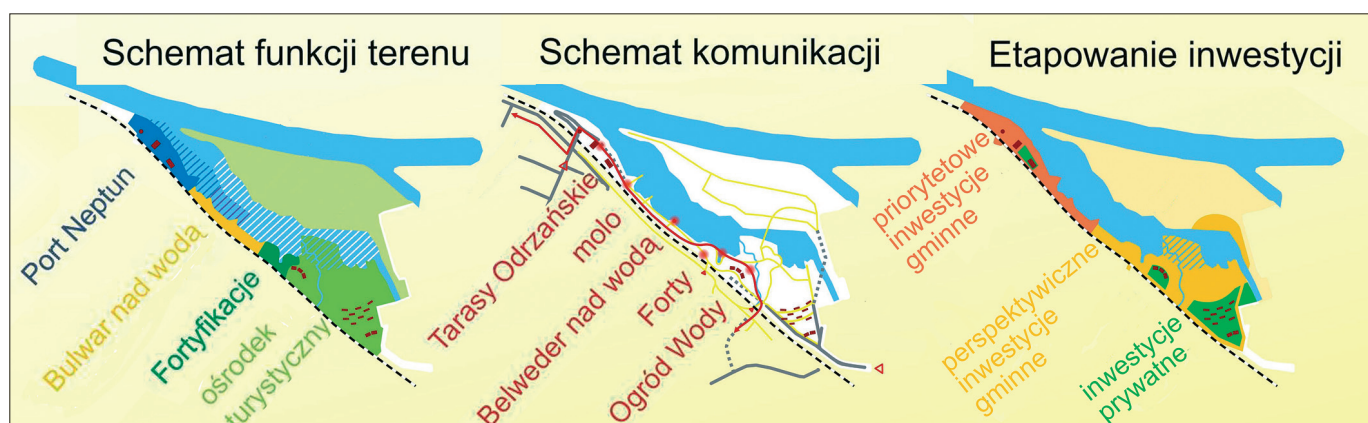 Schemat funkcji terenu
Port Neptun
Bulwar nad wodą
Fortyfikacje
ośrodek
turystyczny
Schemat komunikacji
Tarasy Odrzańskie
molo
Belweder nad wodą
Forty
Ogród Wody
Etapowanie inwestycji
priorytetowe
inwestycje
gminne
perspektywiczne
inwestycje
gminne
inwestycje
prywatne